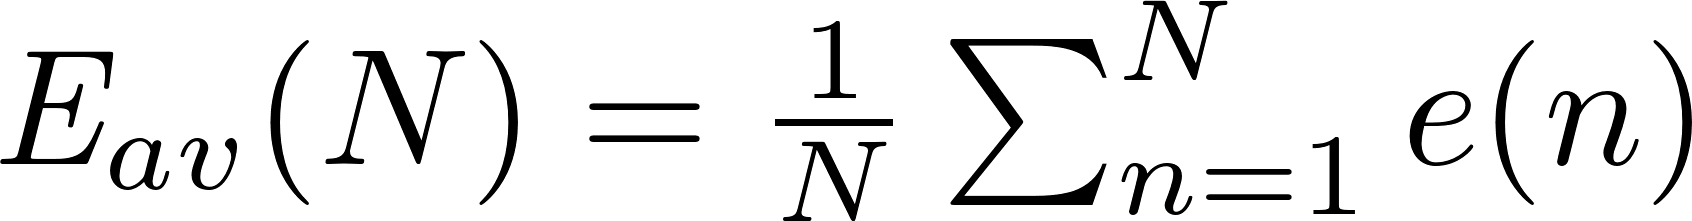 E_{av}(N) = \frac{1}{N} \sum_{n=1}^{N} e(n)